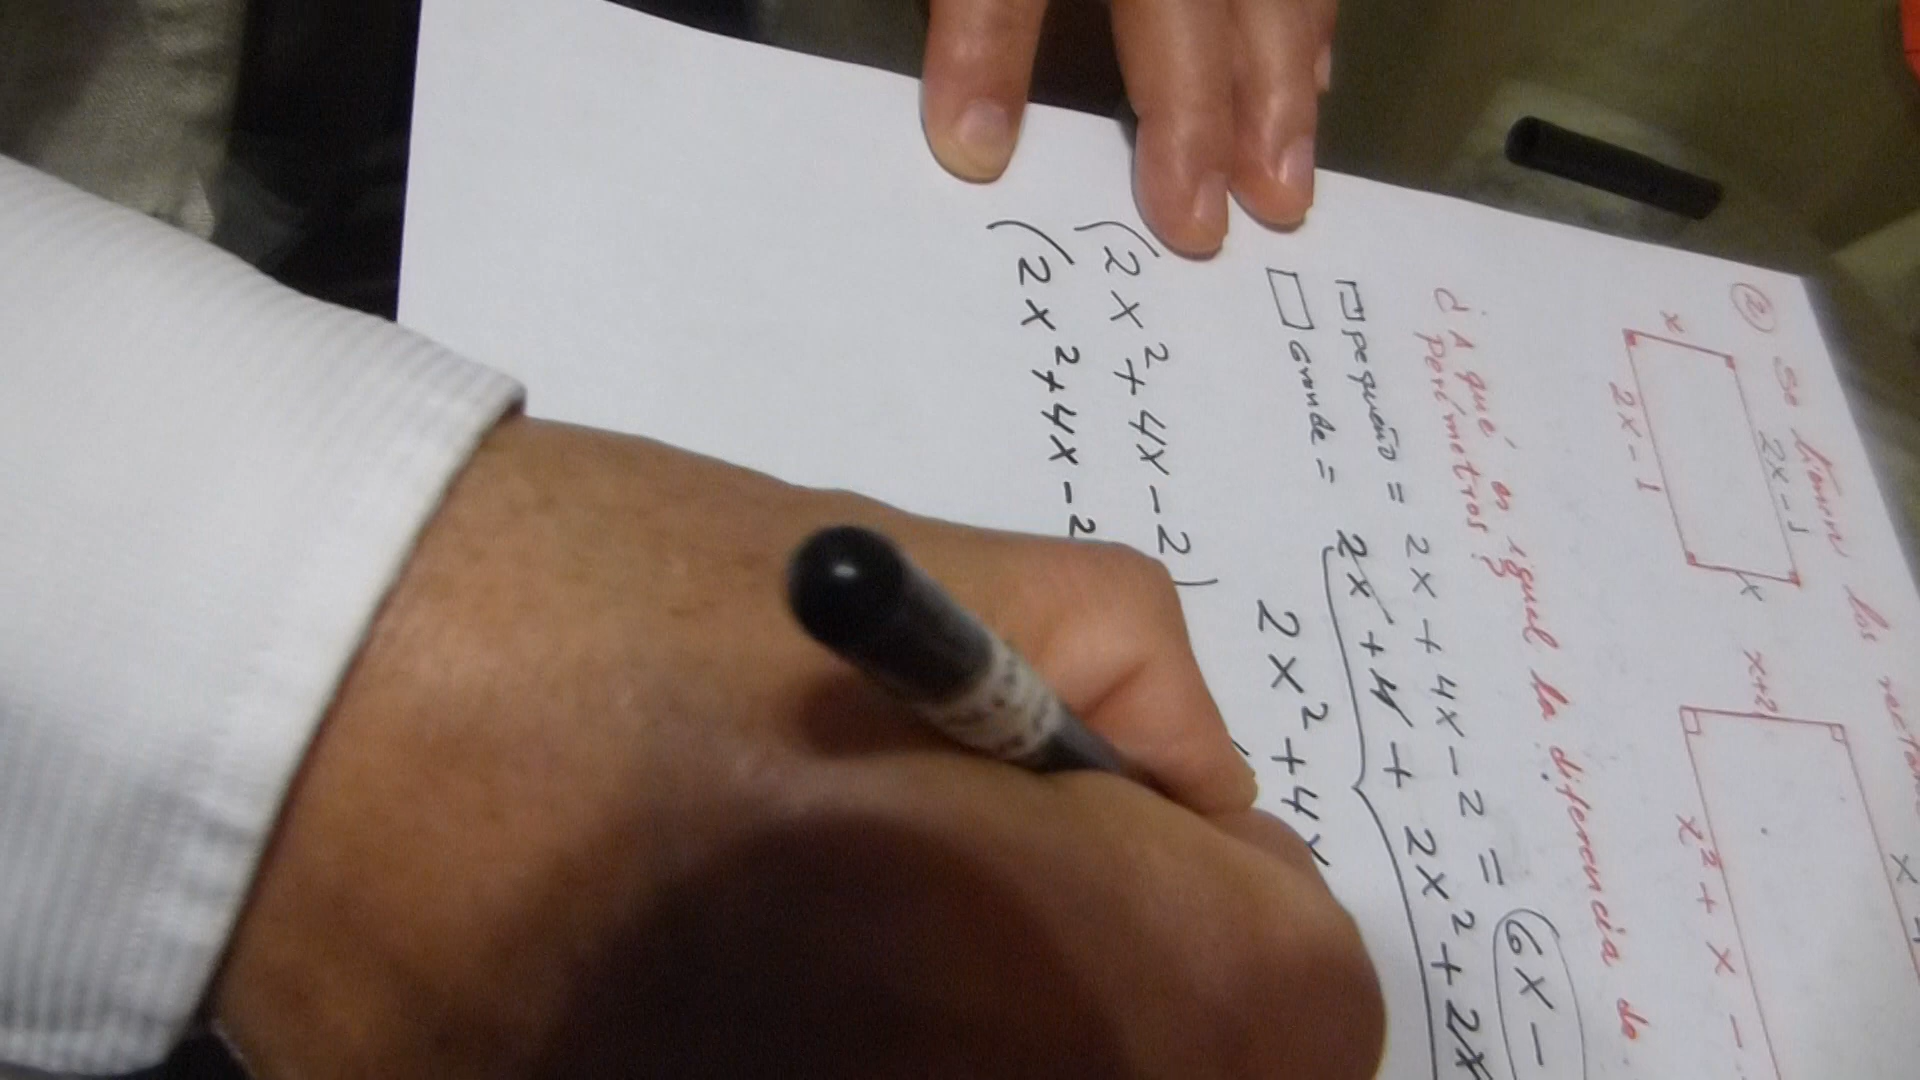 ② Se tienen los
2x - 1
x
x
2x - 1
x+2
x² + x -
¿A qué es igual la diferencia de
perímetros?
pequeño = 2x + 4x - 2 = 6x -
Grande = 2x + 4 + 2x² + 2x
2x² + 4x
(2x² + 4x - 2)
(2x² + 4x - 2